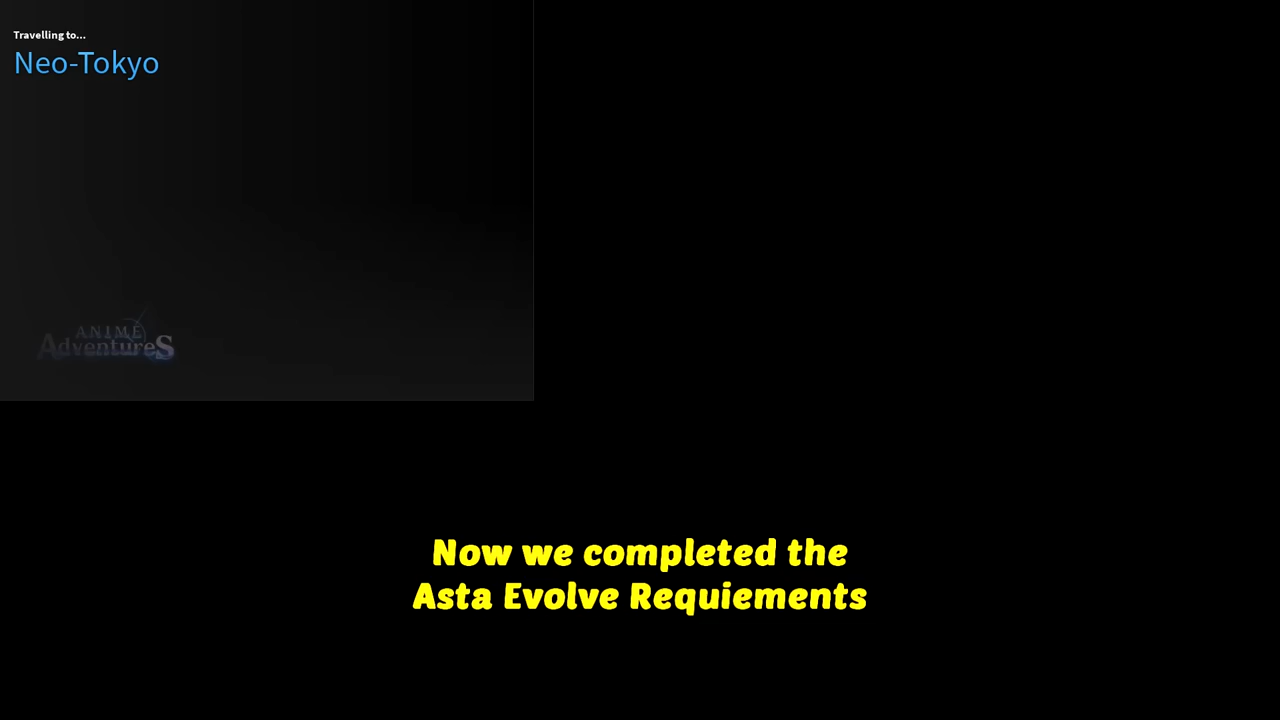 Travelling to...
Neo-Tokyo
ANIME
AdventureS
Now we completed the
Asta Evolve Requiements